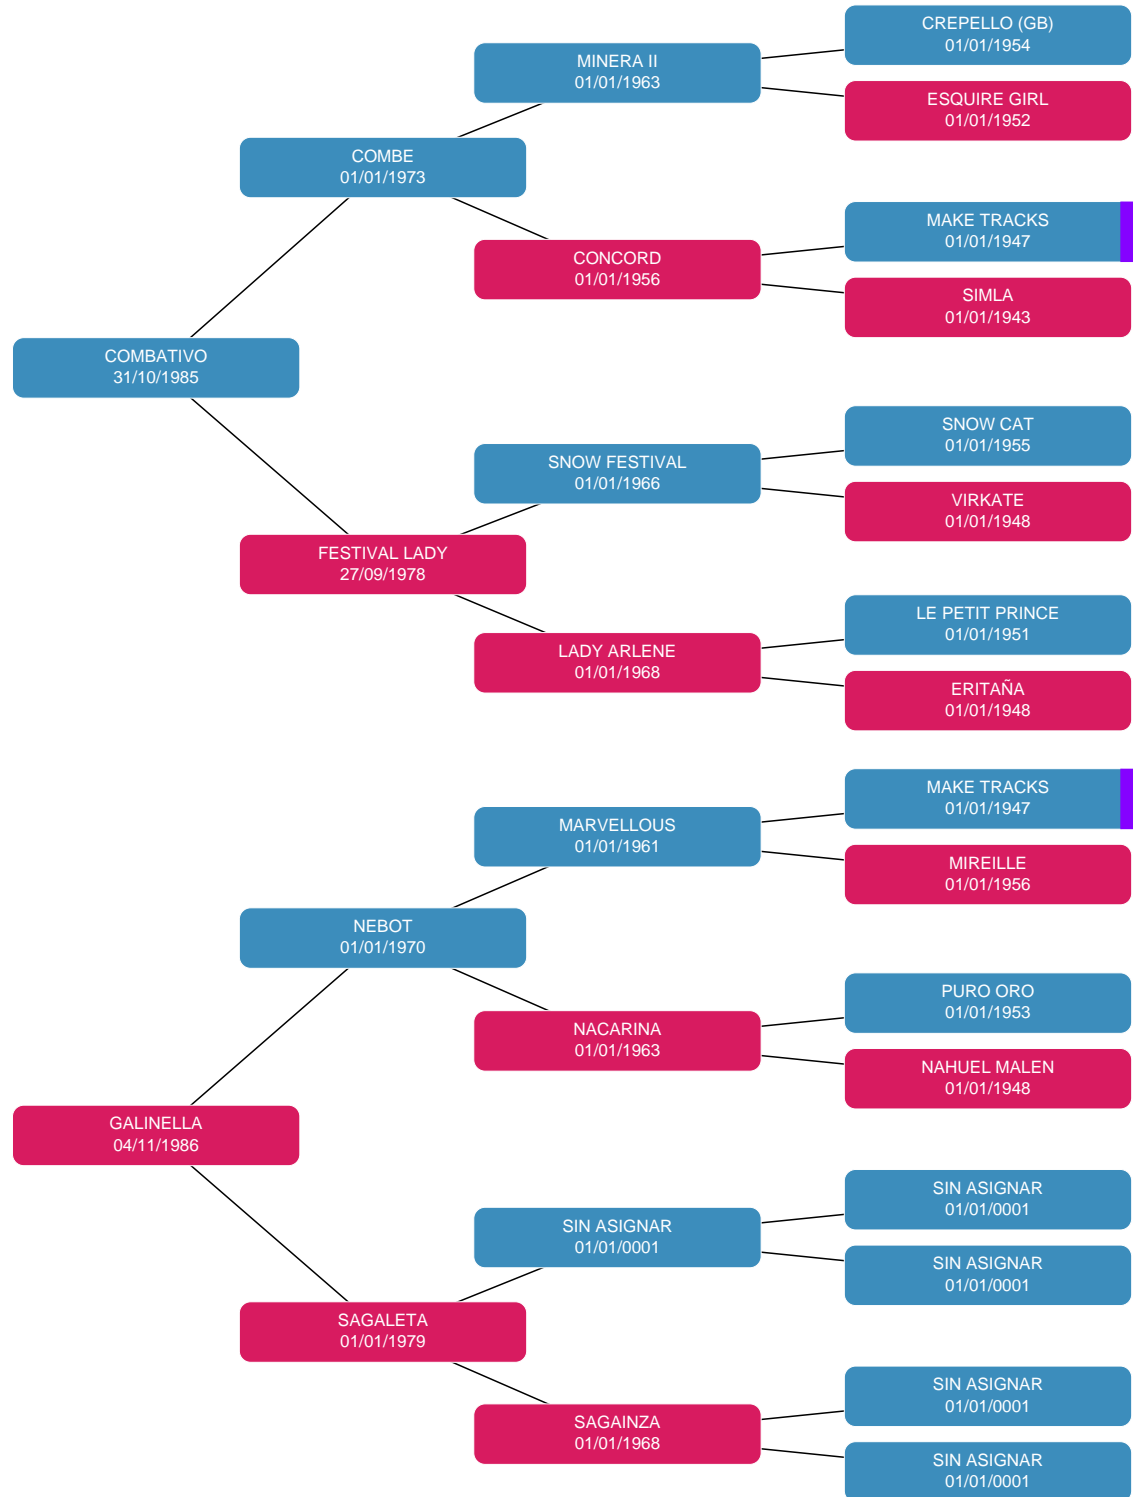 CREPELLO (GB)
01/01/1954
MINERA II
01/01/1963
ESQUIRE GIRL
01/01/1952
COMBE
01/01/1973
MAKE TRACKS
01/01/1947
CONCORD
01/01/1956
SIMLA
01/01/1943
COMBATIVO
31/10/1985
SNOW CAT
01/01/1955
SNOW FESTIVAL
01/01/1966
VIRKATE
01/01/1948
FESTIVAL LADY
27/09/1978
LE PETIT PRINCE
01/01/1951
LADY ARLENE
01/01/1968
ERITAÑA
01/01/1948
MAKE TRACKS
01/01/1947
MARVELLOUS
01/01/1961
MIREILLE
01/01/1956
NEBOT
01/01/1970
PURO ORO
01/01/1953
NACARINA
01/01/1963
NAHUEL MALEN
01/01/1948
GALINELLA
04/11/1986
SIN ASIGNAR
01/01/0001
SIN ASIGNAR
01/01/0001
SIN ASIGNAR
01/01/0001
SAGALETA
01/01/1979
SIN ASIGNAR
01/01/0001
SAGAINZA
01/01/1968
SIN ASIGNAR
01/01/0001